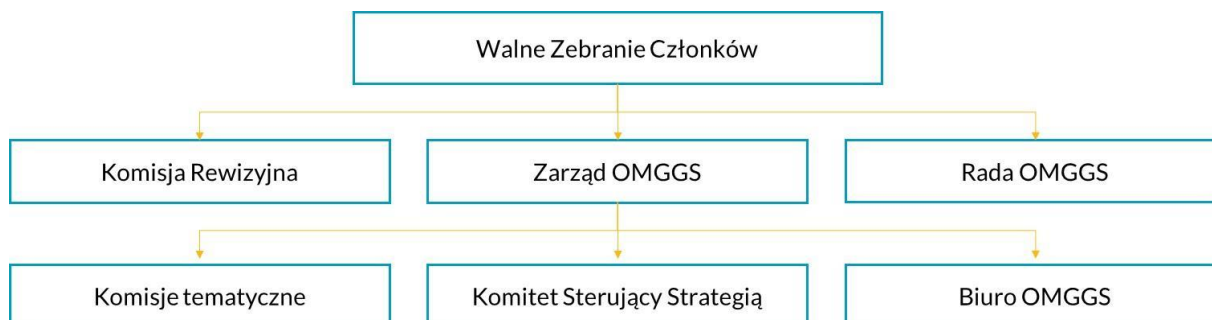 Walne Zebranie Członków
Komisja Rewizyjna
Zarząd OMGGS
Rada OMGGS
Komisje tematyczne
Komitet Sterujący Strategią
Biuro OMGGS